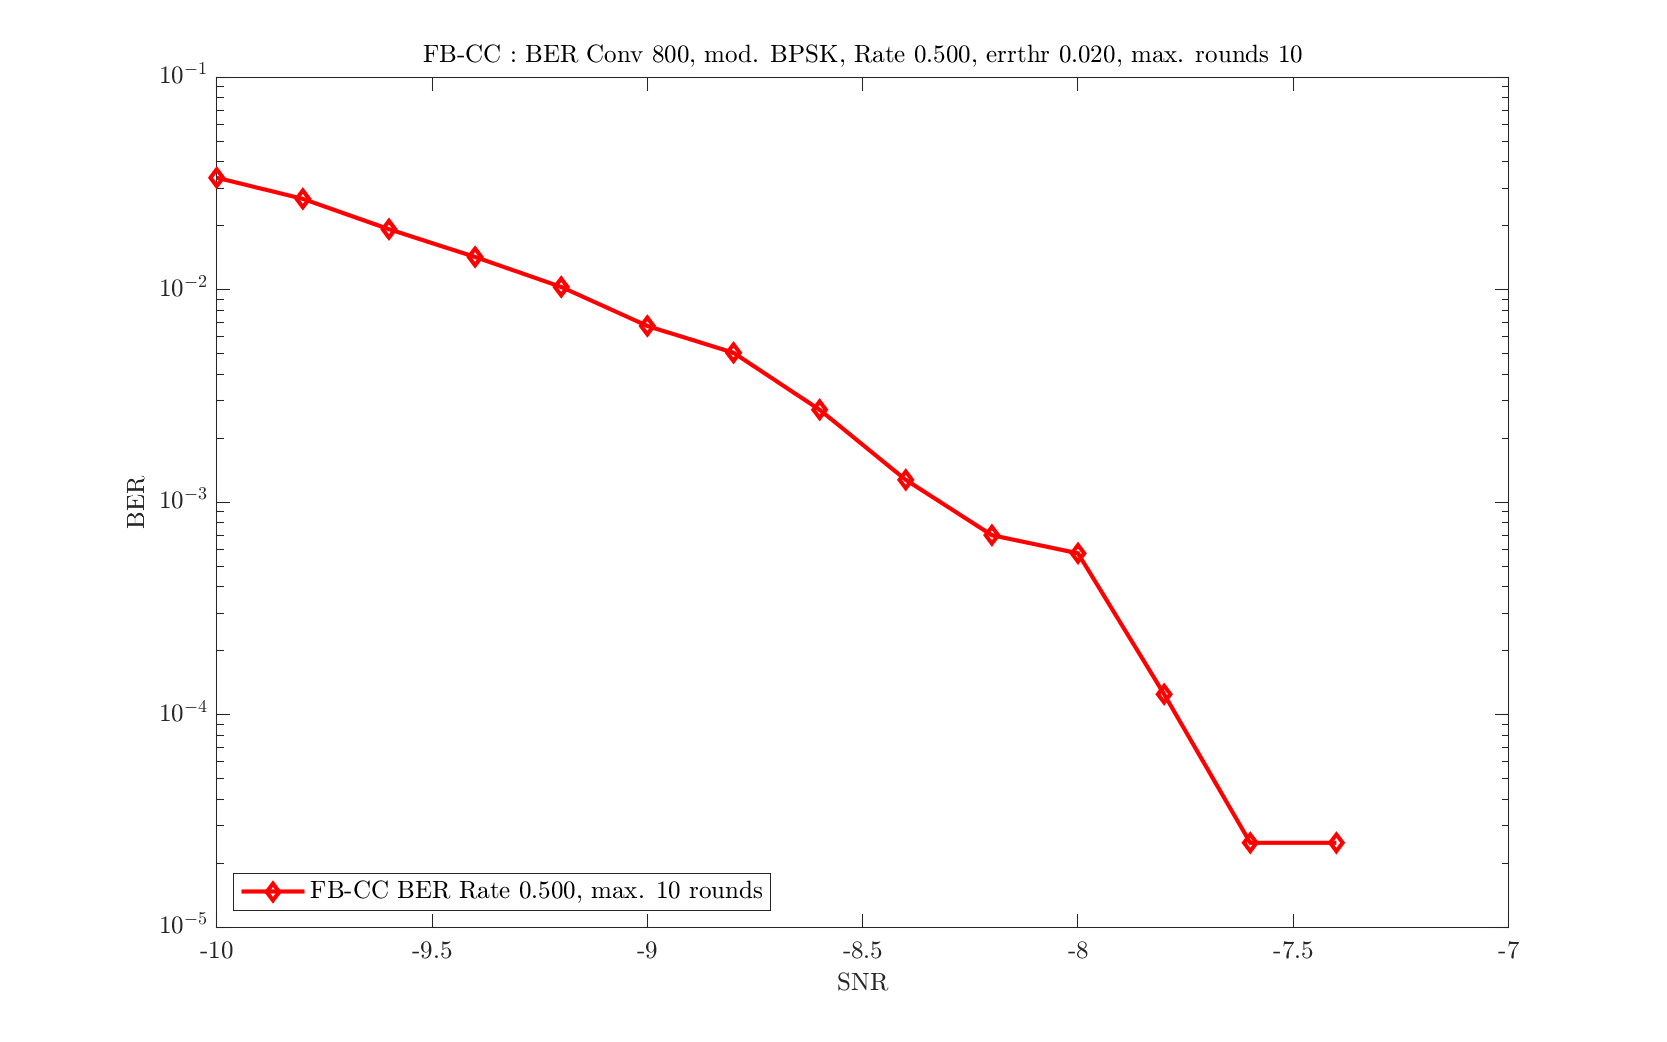 FB-CC : BER Conv 800, mod. BPSK, Rate 0.500, errthr 0.020, max. rounds 10
10⁻¹
10⁻²
10⁻³
10⁻⁴
10⁻⁵
BER
FB-CC BER Rate 0.500, max. 10 rounds
-10 -9.5 -9 -8.5 -8 -7.5 -7
SNR